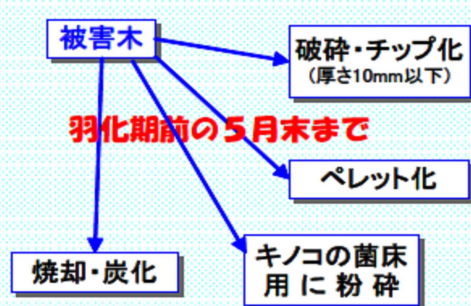 被害木
破砕・チップ化
(厚さ10mm以下)
羽化期前の5月末まで
ペレット化
焼却・炭化
キノコの菌床
用に粉砕